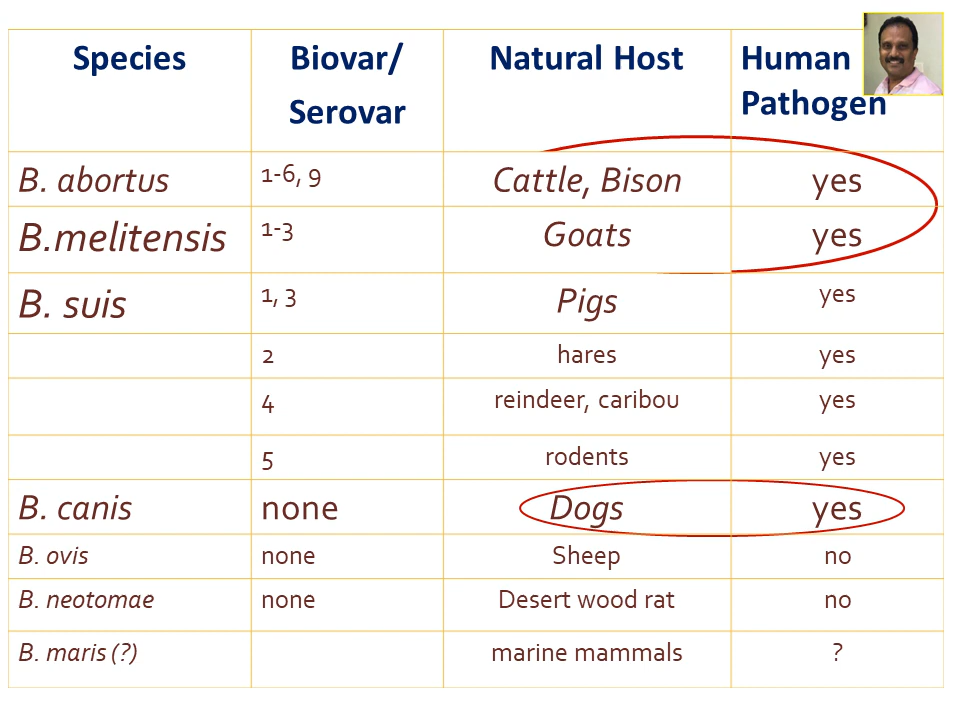 Species Biovar/ Serovar Natural Host Human Pathogen
B. abortus 1-6, 9 Cattle, Bison yes
B.melitensis 1-3 Goats yes
B. suis 1, 3 Pigs yes
2 hares yes
4 reindeer, caribou yes
5 rodents yes
B. canis none Dogs yes
B. ovis none Sheep no
B. neotomae none Desert wood rat no
B. maris (?) marine mammals ?